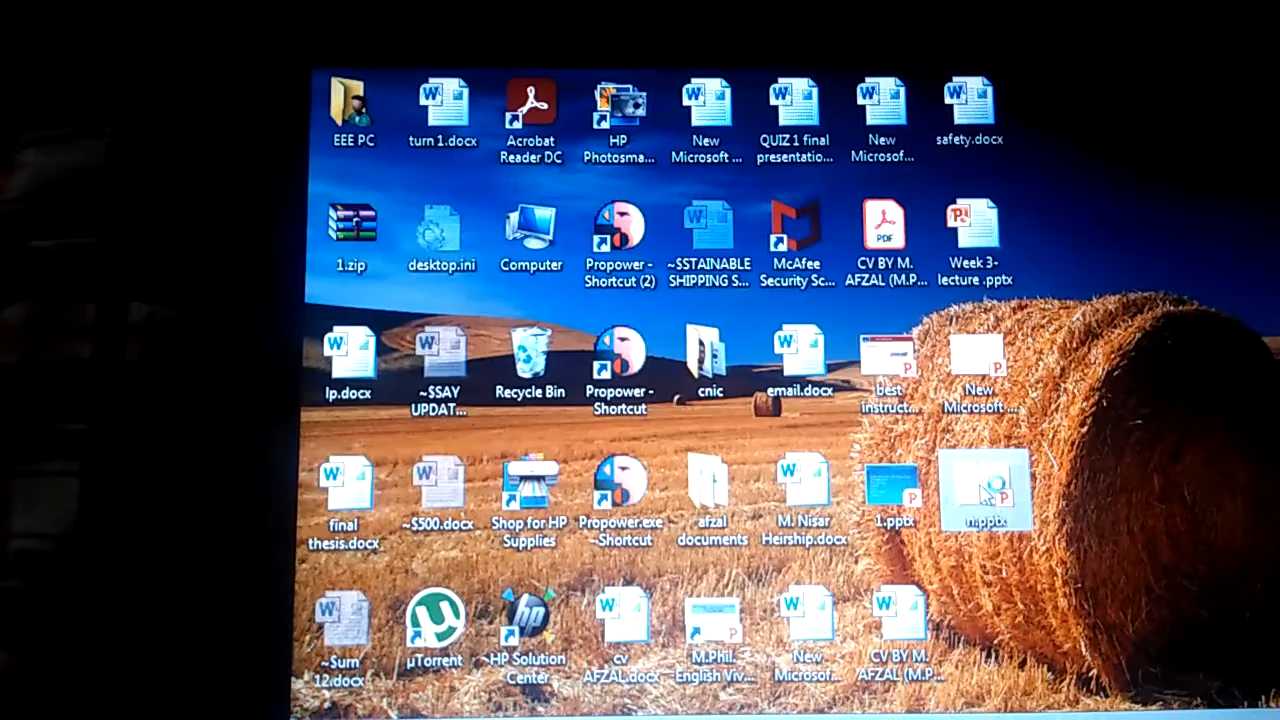 EEE PC
turn 1.docx
Acrobat
Reader DC
HP
Photosma...
New
Microsoft ...
QUIZ 1 final
presentatio...
New
Microsof...
safety.docx
1.zip
desktop.ini
Computer
Propower -
Shortcut (2)
~$STAINABLE
SHIPPING S...
McAfee
Security Sc...
PDF
CV BY M.
AFZAL (M.P...
Week 3-
lecture .pptx
lp.docx
~$SAY
UPDAT...
Recycle Bin
Propower -
Shortcut
cnic
email.docx
best
instruct...
New
Microsoft ...
final
thesis.docx
~$500.docx
Shop for HP
Supplies
Propower.exe
- Shortcut
afzal
documents
M. Nisar
Heirship.docx
1.pptx
n.pptx
~Surn
12.docx
µTorrent
HP Solution
Center
cv
AFZAL.docx
M.Phil.
English Viv...
New
Microsof...
CV BY M.
AFZAL (M.P...